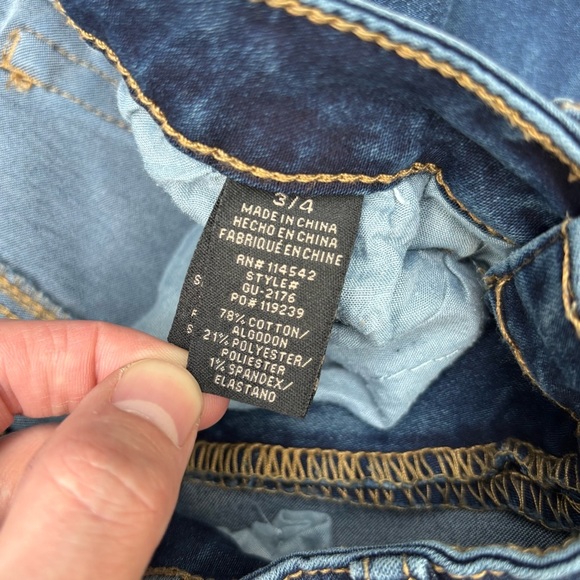 3/4
MADE IN CHINA
HECHO EN CHINA
FABRIQUÉ EN CHINE
RN# 114542
STYLE#
GU-2176
PO# 119239
78% COTTON/
ALGODON
21% POLYESTER/
POLIESTER
1% SPANDEX/
ELASTANO